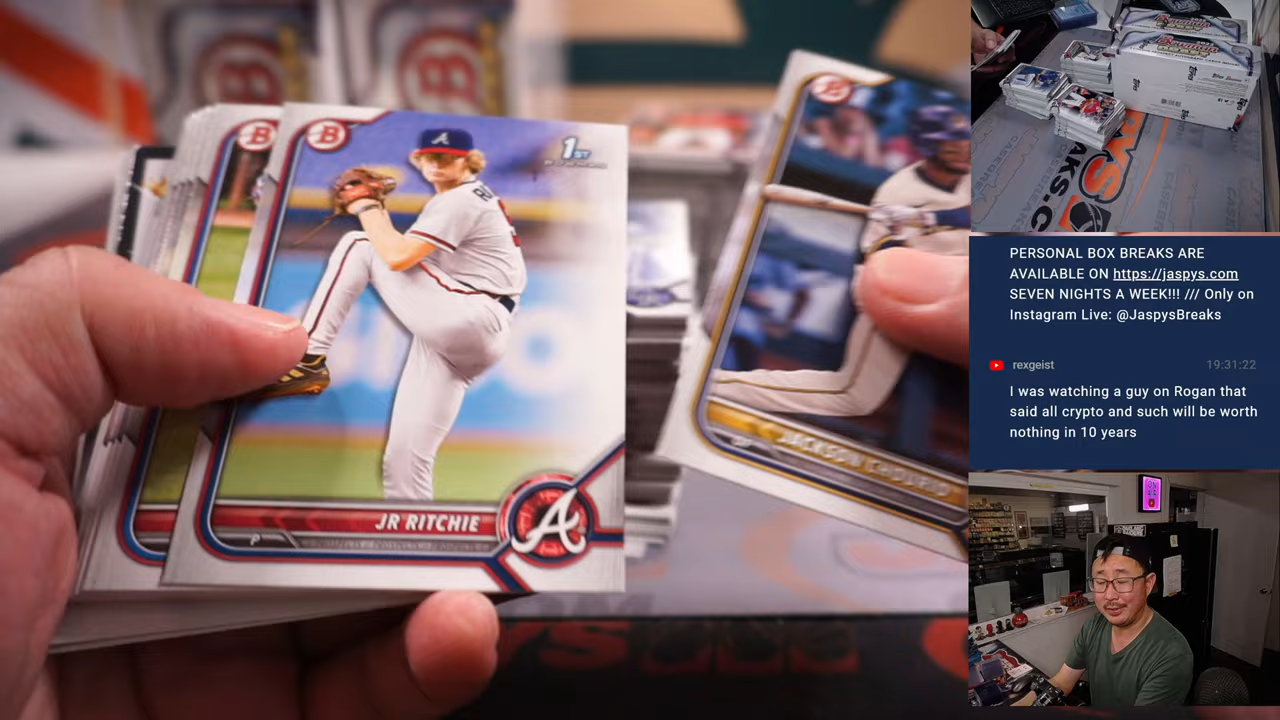 1ST
JR RITCHIE
P
JACKSON CHOURIO
PERSONAL BOX BREAKS ARE
AVAILABLE ON https://jaspys.com
SEVEN NIGHTS A WEEK!!! /// Only on
Instagram Live: @JaspysBreaks
rexgeist
19:31:22
I was watching a guy on Rogan that
said all crypto and such will be worth
nothing in 10 years